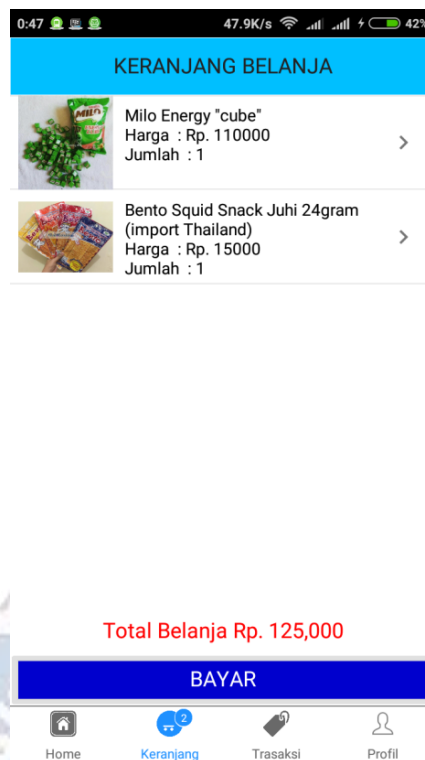 0:47 47.9K/s 42%
KERANJANG BELANJA
MILO
Milo Energy "cube"
Harga : Rp. 110000
Jumlah : 1
Bento Squid Snack Juhi 24gram
(import Thailand)
Harga : Rp. 15000
Jumlah : 1
Total Belanja Rp. 125,000
BAYAR
2
Home Keranjang Trasaksi Profil